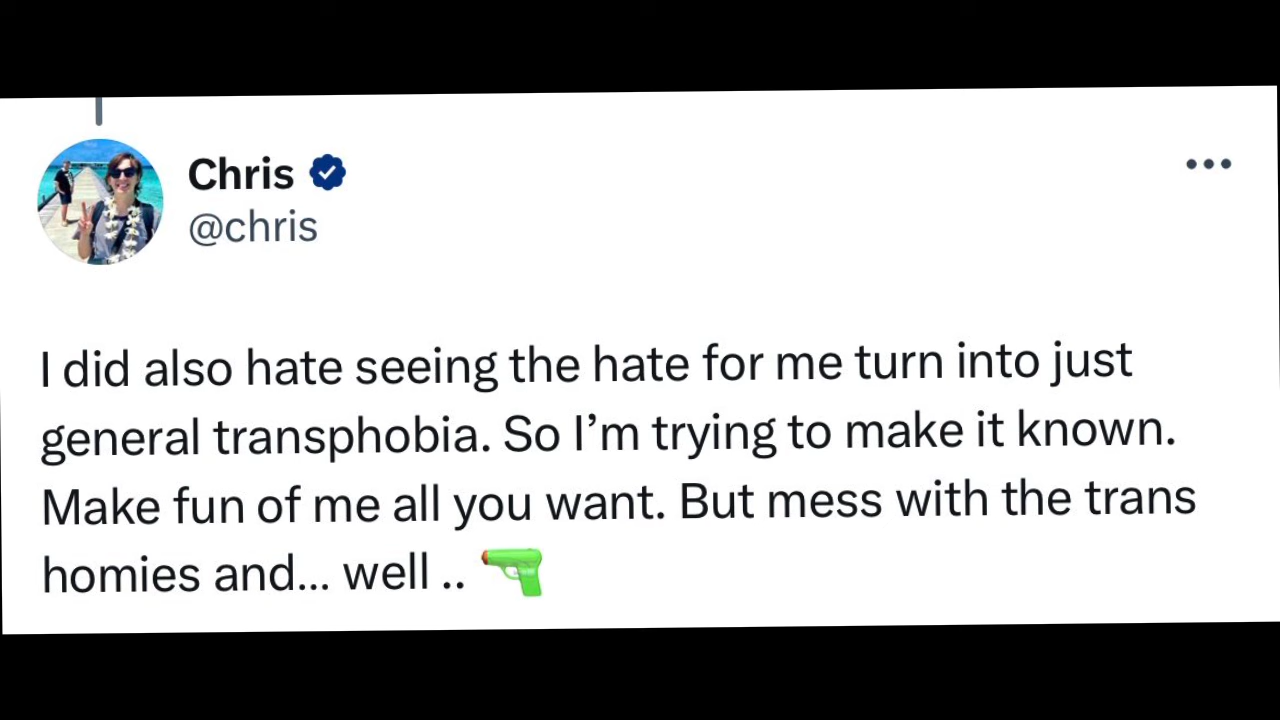 Chris
@chris
I did also hate seeing the hate for me turn into just
general transphobia. So I’m trying to make it known.
Make fun of me all you want. But mess with the trans
homies and... well .. 🔫